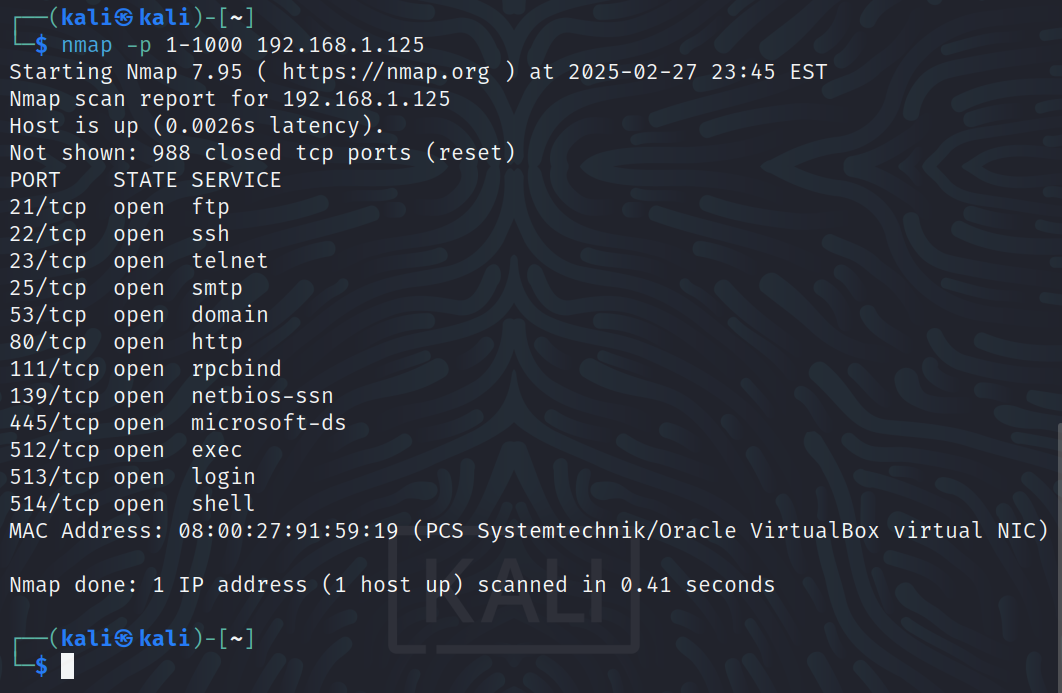 ┌──(kali㉿kali)-[~]
└─$ nmap -p 1-1000 192.168.1.125
Starting Nmap 7.95 ( https://nmap.org ) at 2025-02-27 23:45 EST
Nmap scan report for 192.168.1.125
Host is up (0.0026s latency).
Not shown: 988 closed tcp ports (reset)
PORT    STATE SERVICE
21/tcp  open  ftp
22/tcp  open  ssh
23/tcp  open  telnet
25/tcp  open  smtp
53/tcp  open  domain
80/tcp  open  http
111/tcp open  rpcbind
139/tcp open  netbios-ssn
445/tcp open  microsoft-ds
512/tcp open  exec
513/tcp open  login
514/tcp open  shell
MAC Address: 08:00:27:91:59:19 (PCS Systemtechnik/Oracle VirtualBox virtual NIC)
Nmap done: 1 IP address (1 host up) scanned in 0.41 seconds
KALI
┌──(kali㉿kali)-[~]
└─$